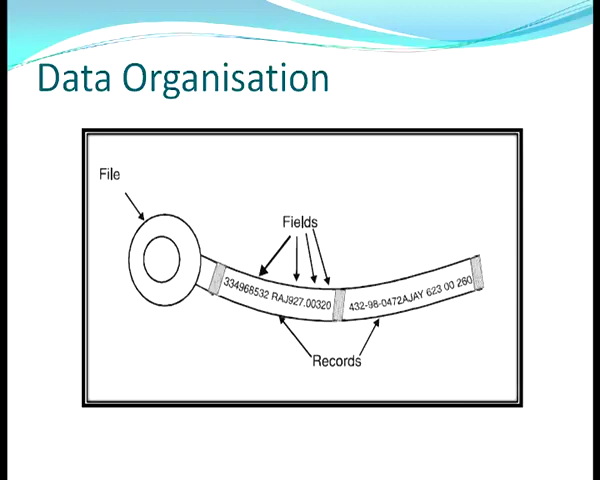 Data Organisation
File
Fields
334968532 RAJ927.00320
432-98-0472AJAY 623 00 260
Records